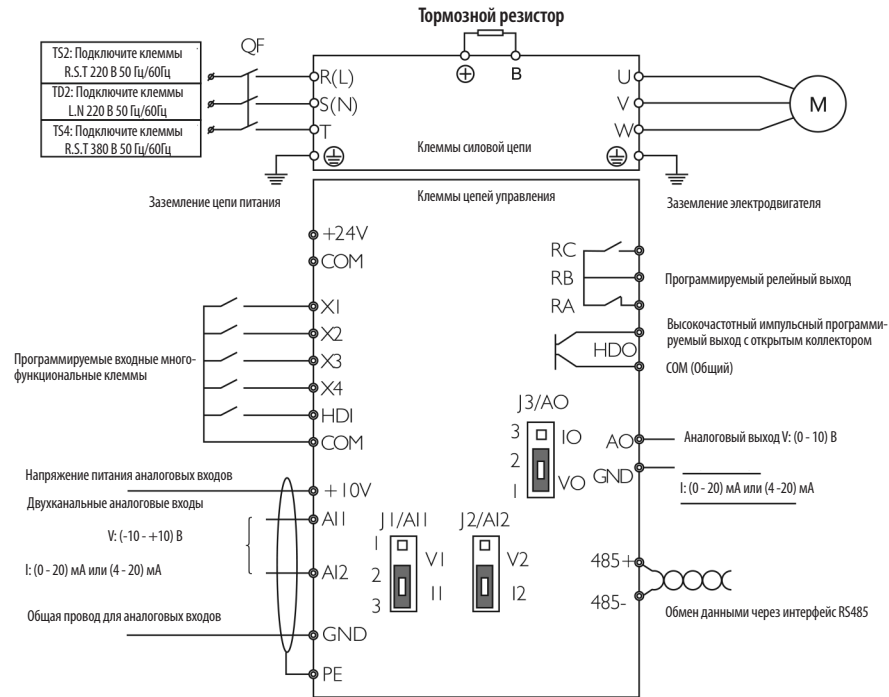 Тормозной резистор
TS2: Подключите клеммы
R.S.T 220 В 50 Гц/60Гц
TD2: Подключите клеммы
L.N 220 В 50 Гц/60Гц
TS4: Подключите клеммы
R.S.T 380 В 50 Гц/60Гц
QF
B
R(L)
S(N)
T
U
V
W
M
Клеммы силовой цепи
Заземление цепи питания
Клеммы цепей управления
Заземление электродвигателя
+24V
COM
X1
X2
X3
X4
HDI
COM
Программируемые входные много-
функциональные клеммы
RC
RB
RA
Программируемый релейный выход
HDO
Высокочастотный импульсный программи-
руемый выход с открытым коллектором
COM (Общий)
J3/AO
3
2
1
IO
VO
AO
GND
Аналоговый выход V: (0 - 10) В
I: (0 - 20) мА или (4 -20) мА
Напряжение питания аналоговых входов
+10V
Двухканальные аналоговые входы
AI1
V: (-10 - +10) В
I: (0 - 20) мА или (4 - 20) мА
AI2
J1/AI1
1
2
3
V1
I1
J2/AI2
V2
I2
485+
485-
Обмен данными через интерфейс RS485
Общая провод для аналоговых входов
GND
PE